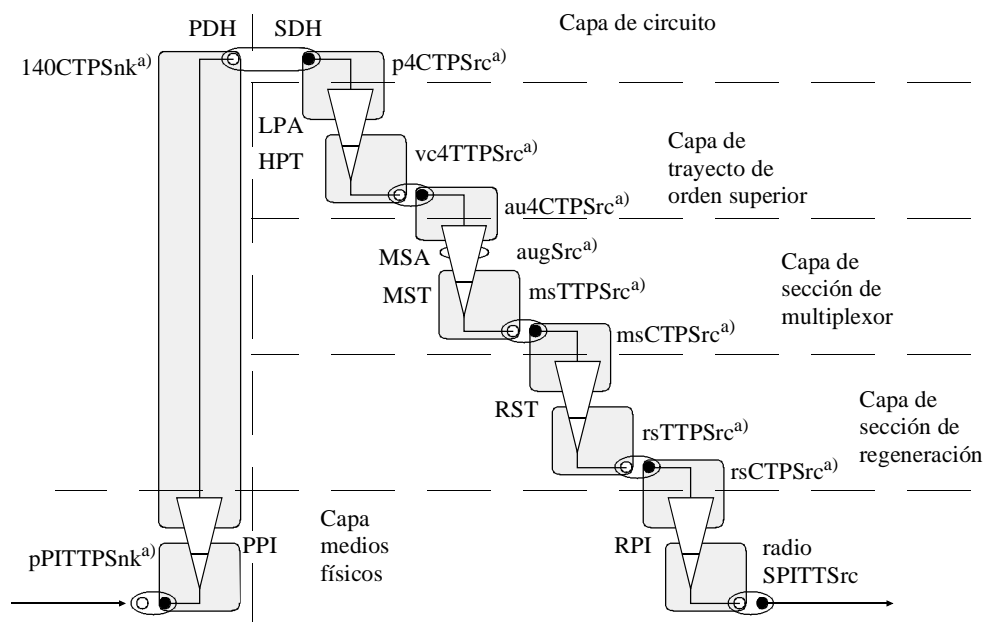 PDH SDH Capa de circuito
140CTPSnk a) p4CTPSrc a)
LPA
HPT vc4TTPSrc a)
Capa de
trayecto de
orden superior
au4CTPSrc a)
MSA augSrc a)
MST msTTPSrc a)
Capa de
sección de
multiplexor
msCTPSrc a)
RST
rsTTPSrc a)
Capa de
sección de
regeneración
rsCTPSrc a)
Capa
medios
físicos
pPITTPSnk a) PPI
RPI radio
SPITTSrc